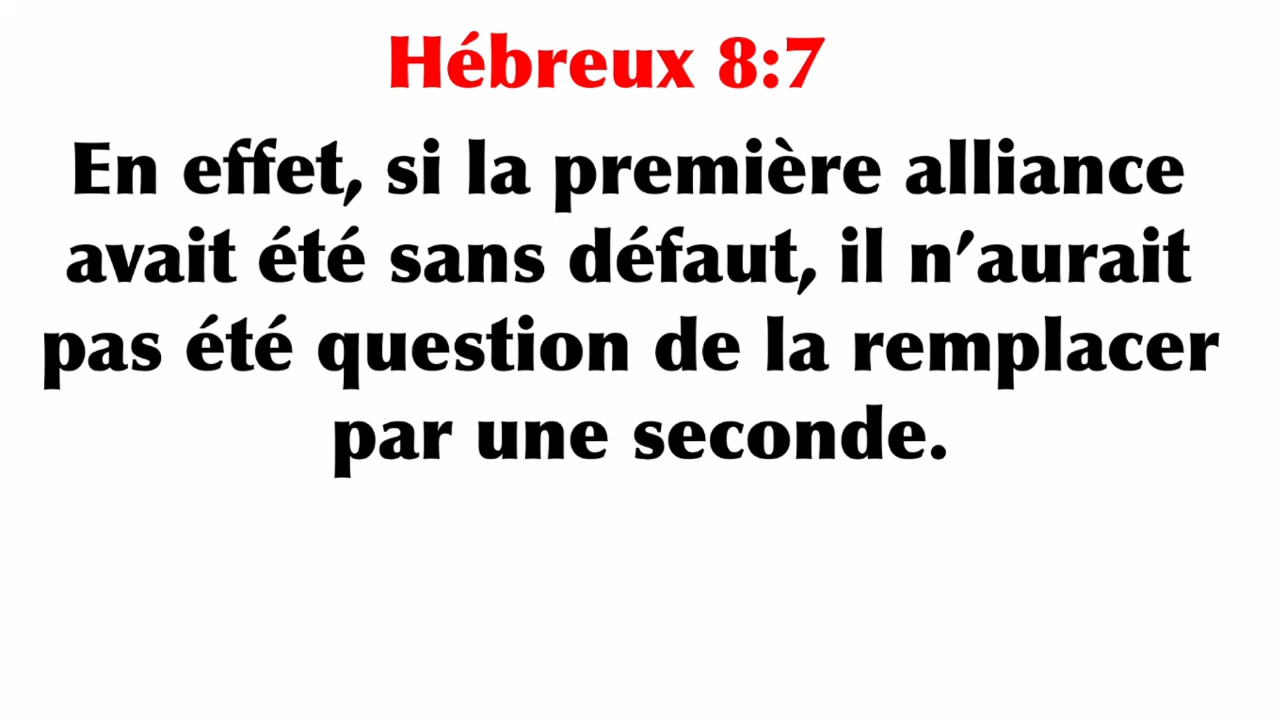 Hébreux 8:7
En effet, si la première alliance
avait été sans défaut, il n’aurait
pas été question de la remplacer
par une seconde.